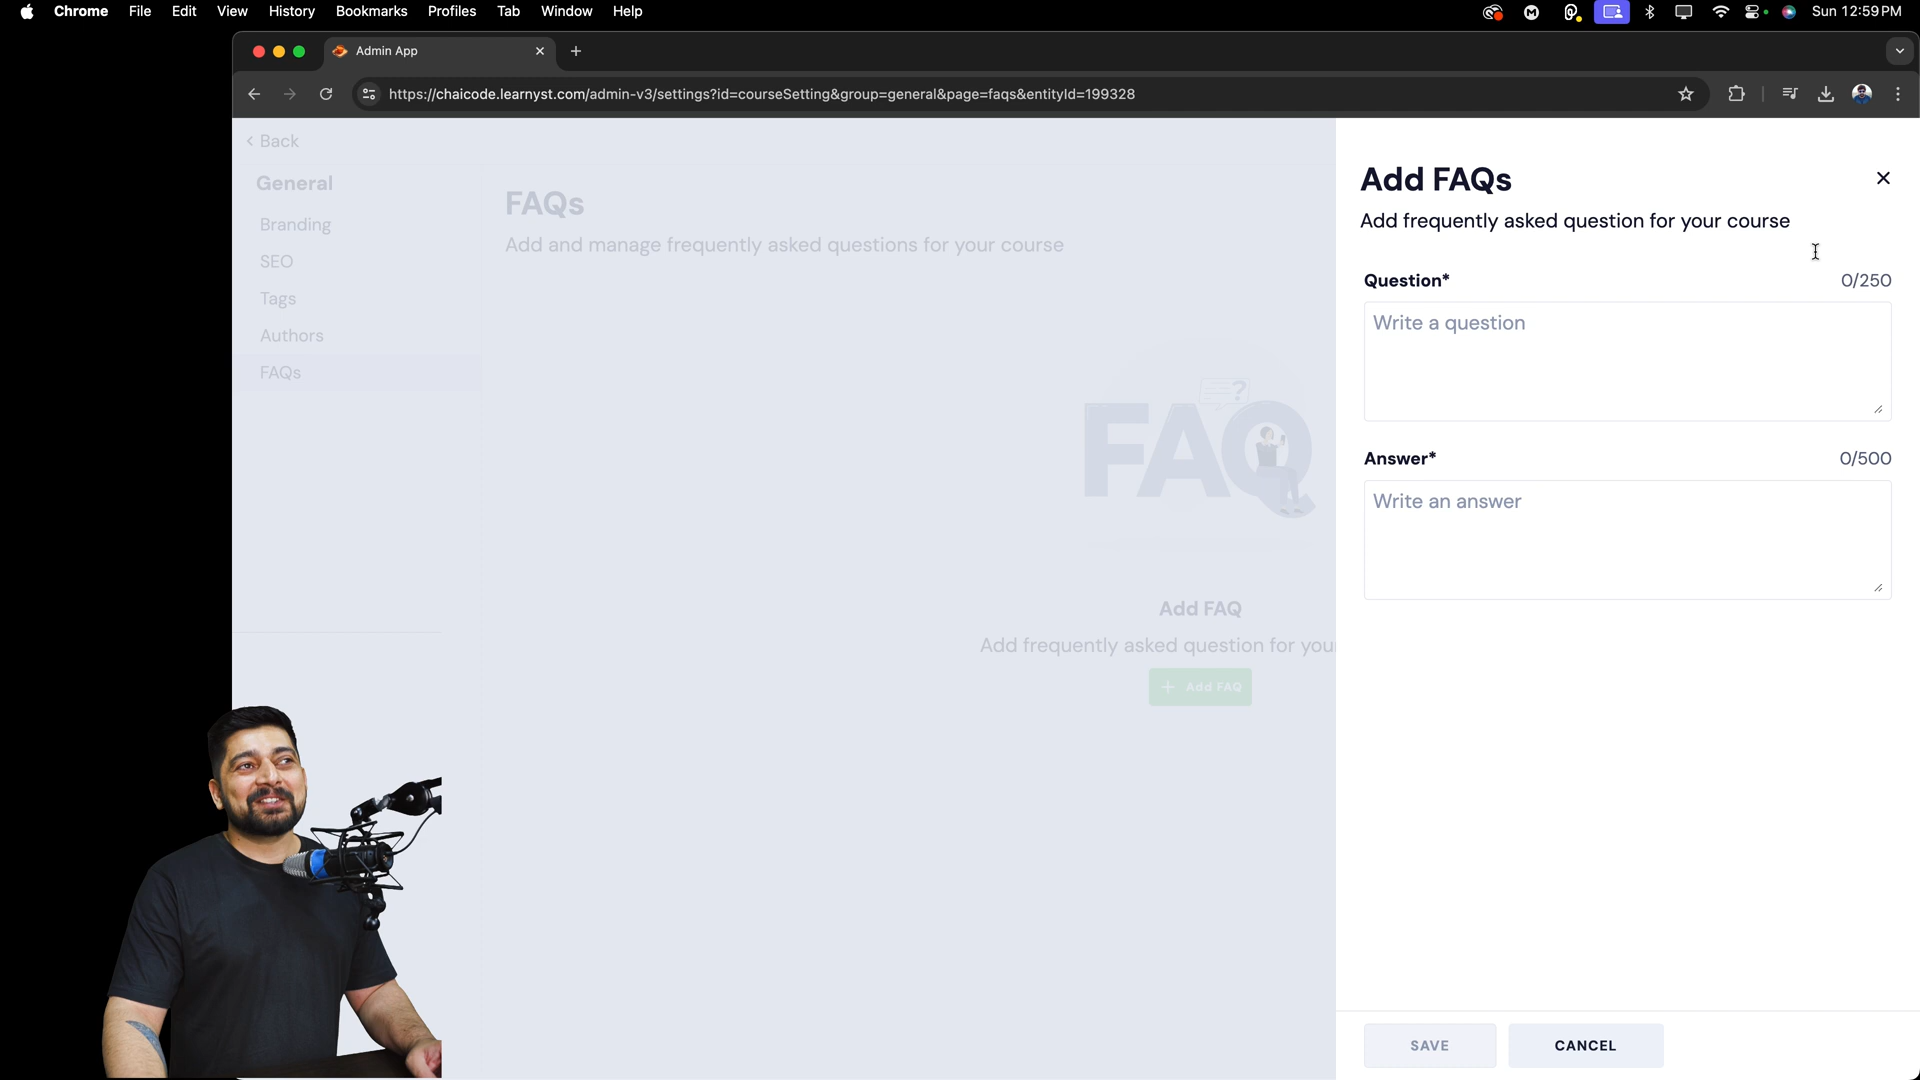 Chrome File Edit View History Bookmarks Profiles Tab Window Help Sun 12:59 PM
Admin App
https://chaicode.learnyst.com/admin-v3/settings?id=courseSetting&group=general&page=faqs&entityId=199328
Back
General
Branding
SEO
Tags
Authors
FAQs
FAQs
Add and manage frequently asked questions for your course
FAQ
?
Add FAQ
Add frequently asked question for you
+ Add FAQ
Add FAQs
Add frequently asked question for your course
Question* 0/250
Write a question
Answer* 0/500
Write an answer
SAVE CANCEL